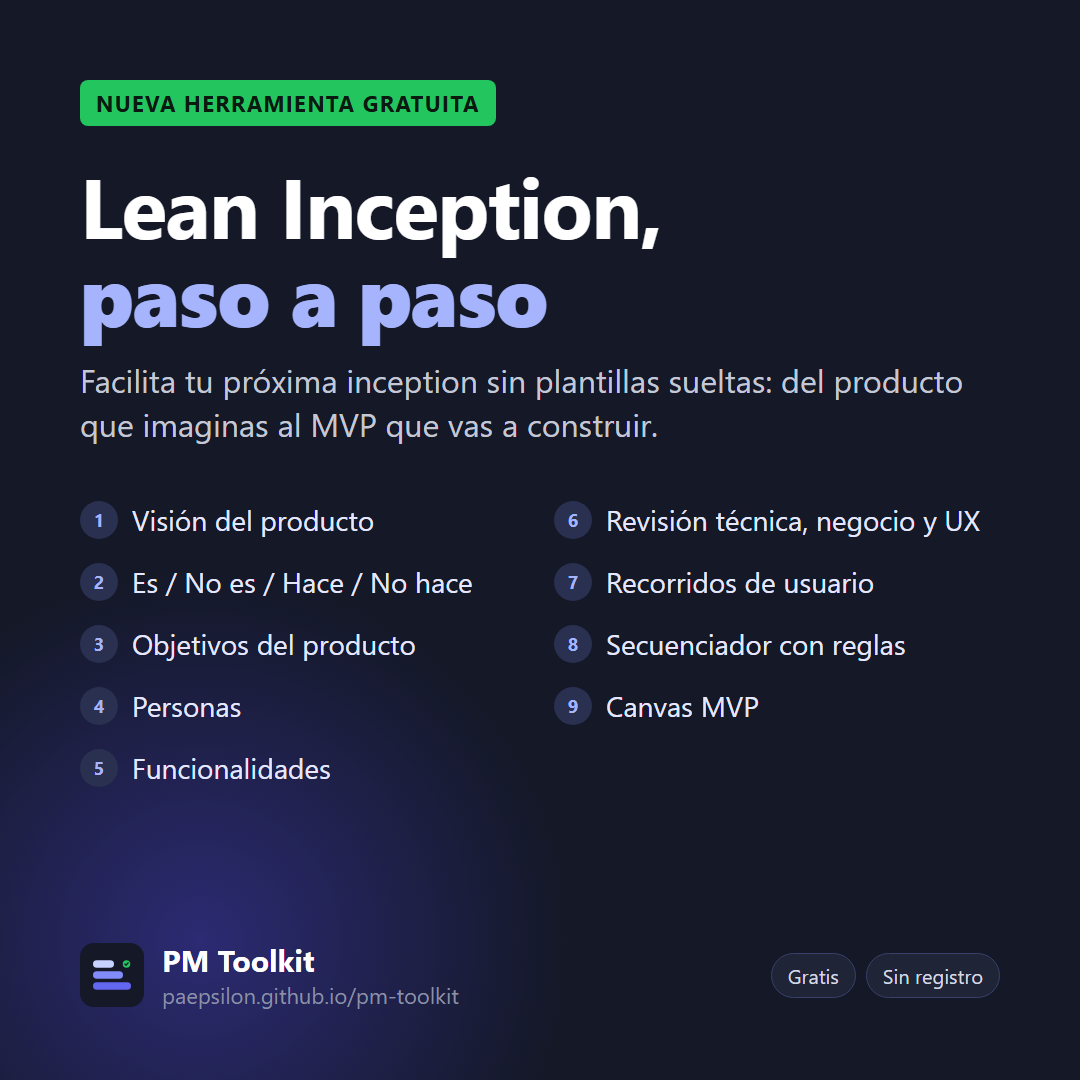 NUEVA HERRAMIENTA GRATUITA
Lean Inception,
paso a paso
Facilita tu próxima inception sin plantillas sueltas: del producto
que imaginas al MVP que vas a construir.
1 Visión del producto
2 Es / No es / Hace / No hace
3 Objetivos del producto
4 Personas
5 Funcionalidades
6 Revisión técnica, negocio y UX
7 Recorridos de usuario
8 Secuenciador con reglas
9 Canvas MVP
PM Toolkit
paepsilon.github.io/pm-toolkit
Gratis
Sin registro